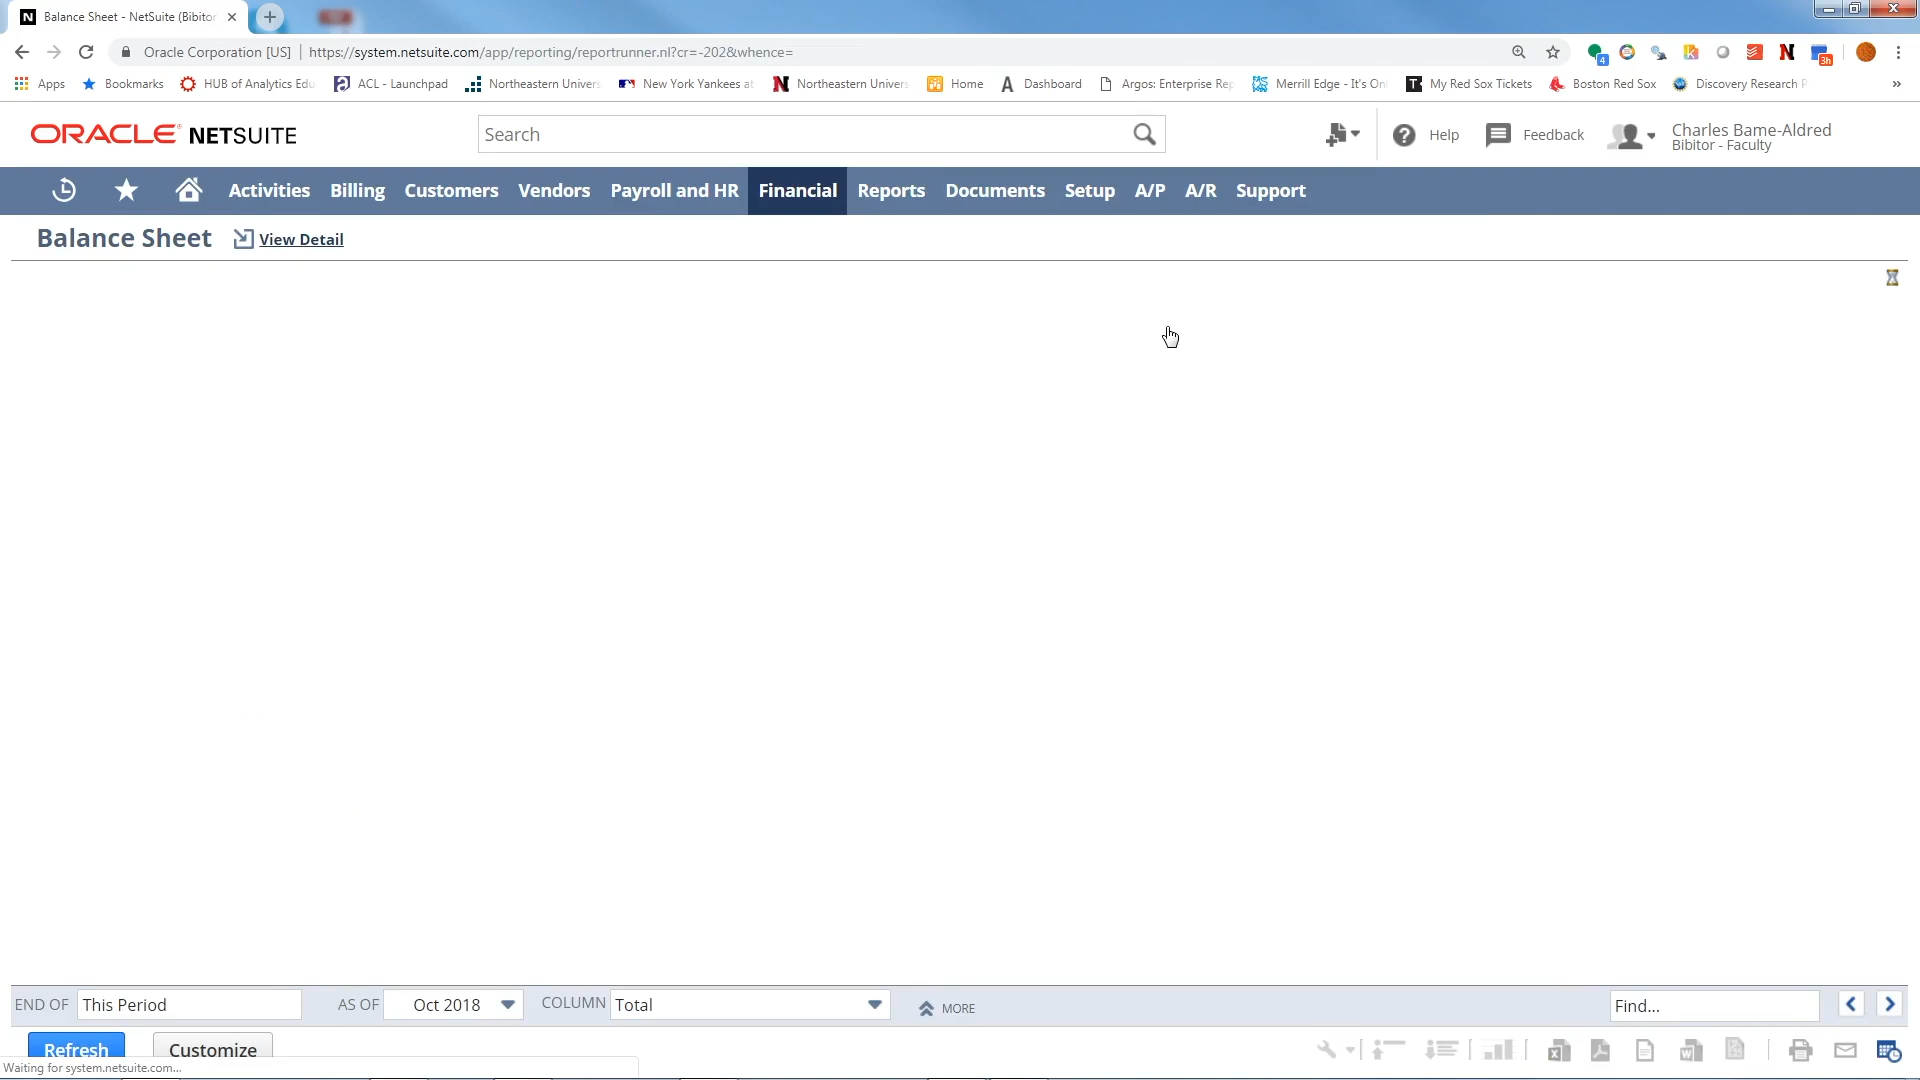 Balance Sheet - NetSuite (Bibitor
Oracle Corporation [US] | https://system.netsuite.com/app/reporting/reportrunner.nl?cr=-202&whence=
4
3h
Apps Bookmarks HUB of Analytics Edu ACL - Launchpad Northeastern Univers New York Yankees at Northeastern Univers Home Dashboard Argos: Enterprise Rep Merrill Edge - It's On My Red Sox Tickets Boston Red Sox Discovery Research P »
ORACLE NETSUITE
Search
Help
Feedback
Charles Bame-Aldred
Bibitor - Faculty
Activities Billing Customers Vendors Payroll and HR Financial Reports Documents Setup A/P A/R Support
Balance Sheet View Detail
END OF This Period AS OF Oct 2018 COLUMN Total MORE Find...
Refresh Customize
Waiting for system.netsuite.com...